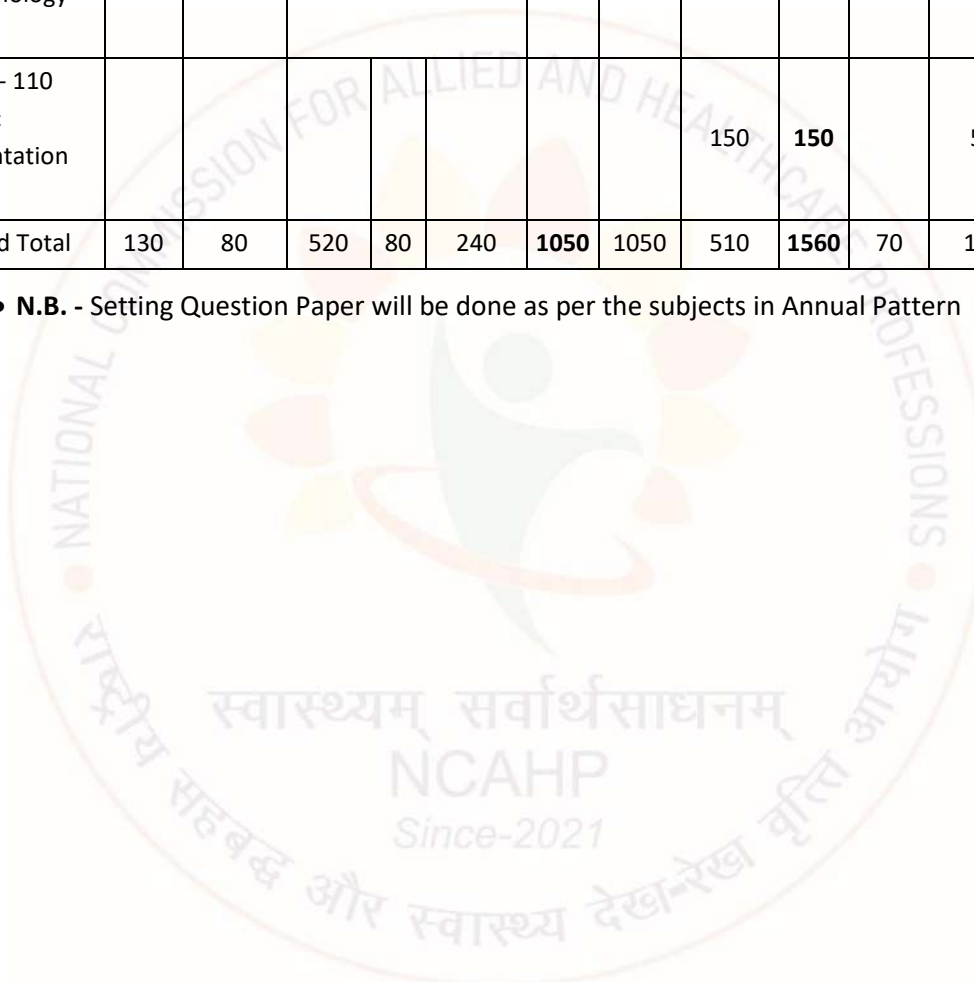 ology
- 110
:
ntation
150 150 5
d Total 130 80 520 80 240 1050 1050 510 1560 70 1
• N.B. - Setting Question Paper will be done as per the subjects in Annual Pattern
NATIONAL COMMISSION FOR ALLIED AND HEALTHCARE PROFESSIONS
स्वास्थ्यम् सर्वार्थसाधनम्
NCAHP
Since-2021
राष्ट्रीय सहबद्ध और स्वास्थ्य देख-रेख वृत्ति आयोग